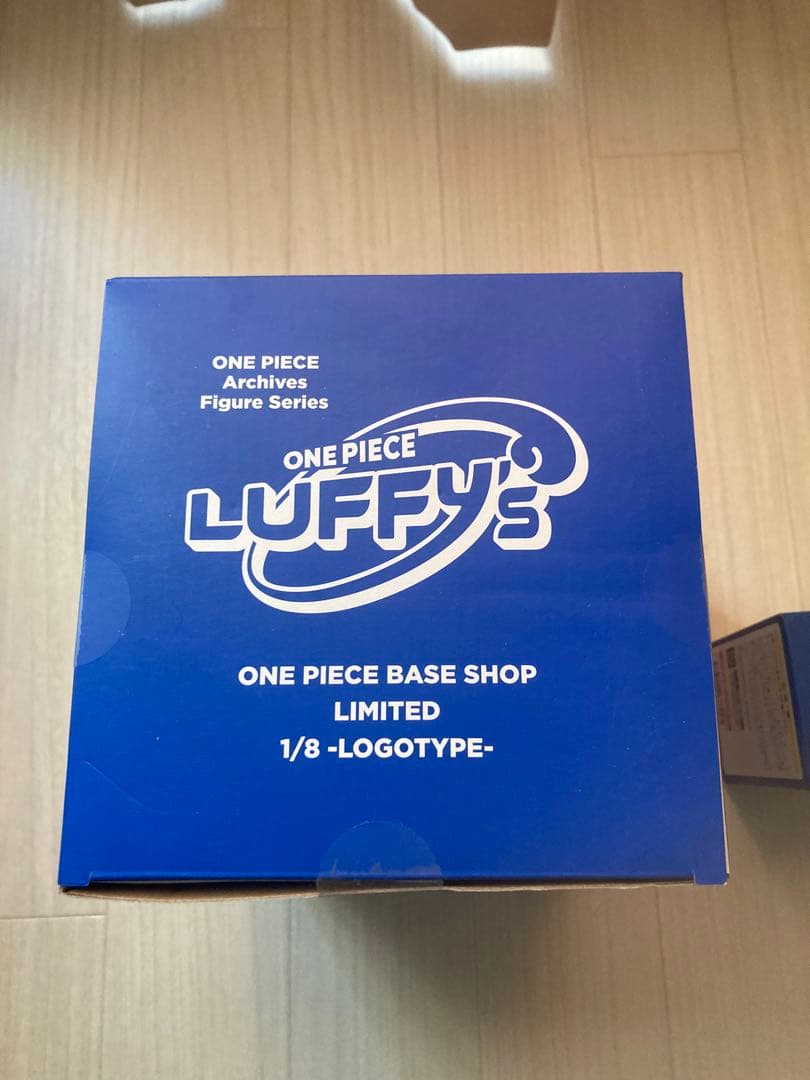 ONE PIECE
Archives
Figure Series
ONE PIECE
LUFFY's
ONE PIECE BASE SHOP
LIMITED
1/8 -LOGOTYPE-